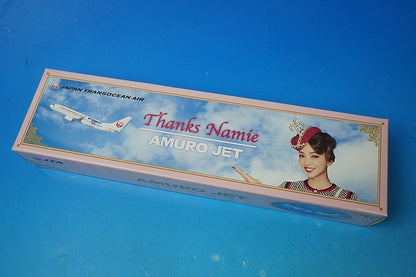 JAPAN TRANSOCEAN AIR
Thanks Namie
AMURO JET
AMURO JET